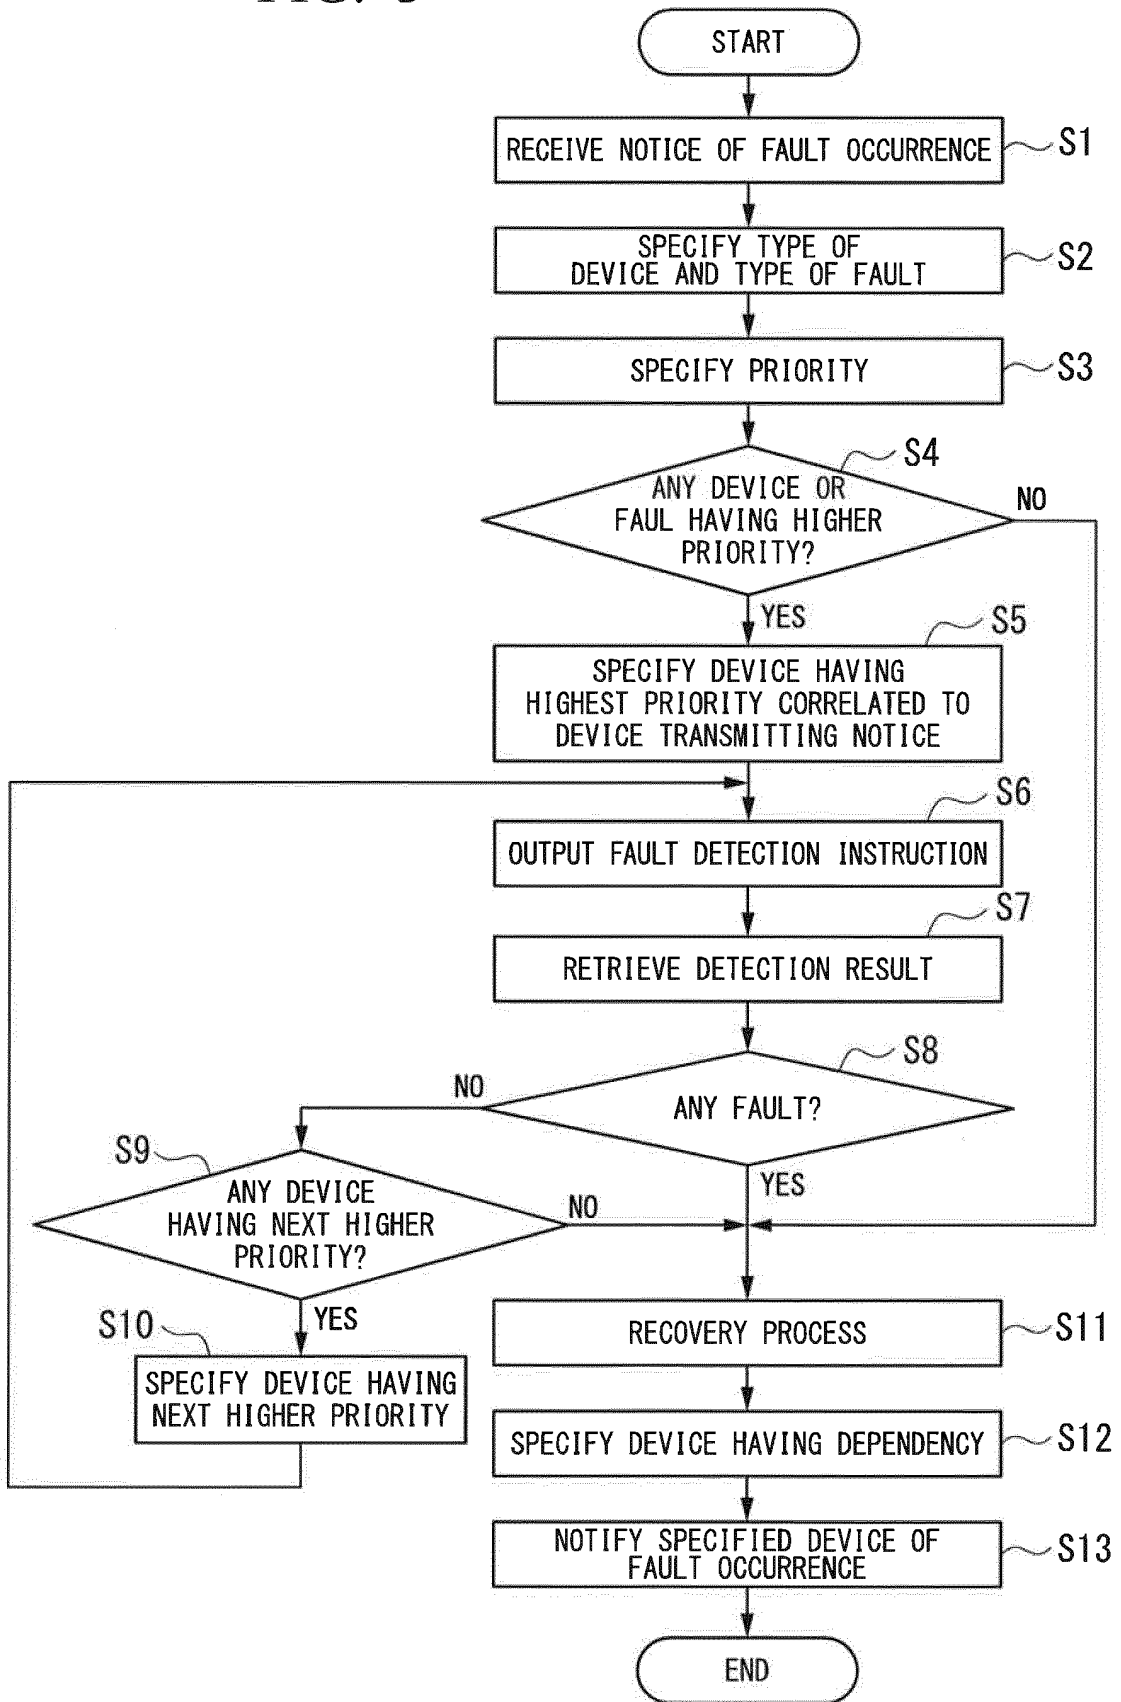 START
RECEIVE NOTICE OF FAULT OCCURRENCE
S1
SPECIFY TYPE OF
DEVICE AND TYPE OF FAULT
S2
SPECIFY PRIORITY
S3
S4
ANY DEVICE OR
FAUL HAVING HIGHER
PRIORITY?
NO
YES
S5
SPECIFY DEVICE HAVING
HIGHEST PRIORITY CORRELATED TO
DEVICE TRANSMITTING NOTICE
S6
OUTPUT FAULT DETECTION INSTRUCTION
S7
RETRIEVE DETECTION RESULT
S8
ANY FAULT?
NO
YES
S9
ANY DEVICE
HAVING NEXT HIGHER
PRIORITY?
NO
YES
S10
SPECIFY DEVICE HAVING
NEXT HIGHER PRIORITY
RECOVERY PROCESS
S11
SPECIFY DEVICE HAVING DEPENDENCY
S12
NOTIFY SPECIFIED DEVICE OF
FAULT OCCURRENCE
S13
END